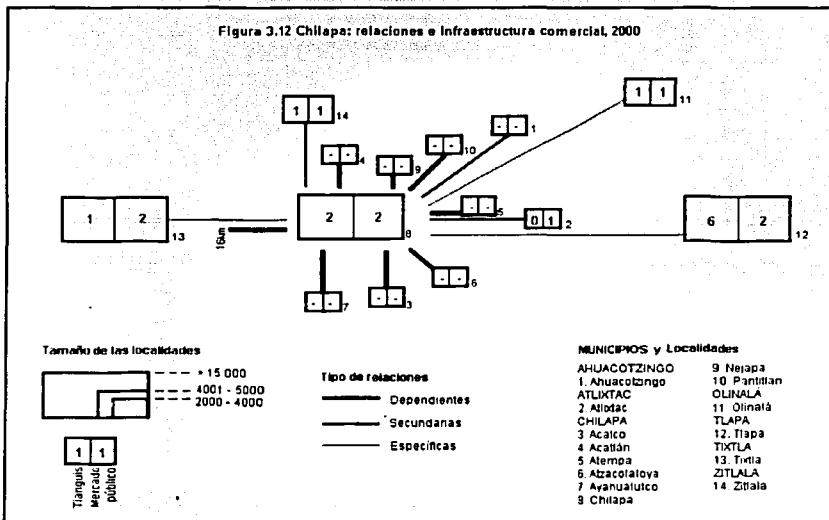 Figura 3.12 Chilapa: relaciones e infraestructura comercial, 2000
1 1 14
1 1 11
- - 4
- - 9
- - 10
- - 1
1 2 13
16km
2 2 8
- - 5
0 1 2
6 2 12
- - 7
- - 3
- - 6
Tamaño de las localidades
+ 15 000
4001 - 5000
2000 - 4000
1 1
Tianguis
Mercado
público
Tipo de relaciones
Dependientes
Secundarias
Específicas
MUNICIPIOS y Localidades
AHUACOTZINGO
1. Ahuacotzingo
ATLIXTAC
2. Atlixtac
CHILAPA
3 Acalco
4 Acatlán
5 Atempa
6. Atzacoaloya
7 Ayahualulco
8 Chilapa
9 Nejapa
10 Pantitlan
OLINALÁ
11 Olinalá
TLAPA
12. Tlapa
TIXTLA
13. Tixtla
ZITLALA
14. Zitlala